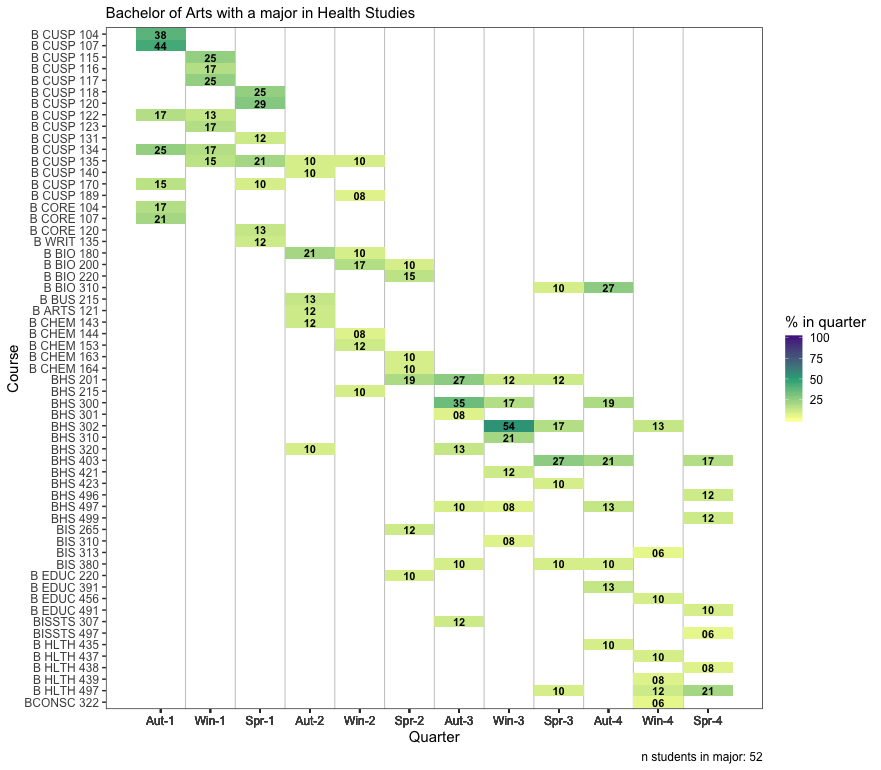 Bachelor of Arts with a major in Health Studies
B CUSP 104 38
B CUSP 107 44
B CUSP 115 25
B CUSP 116 17
B CUSP 117 25
B CUSP 118 25
B CUSP 120 29
B CUSP 122 17 13
B CUSP 123 17
B CUSP 131 12
B CUSP 134 25 17
B CUSP 135 15 21 10 10
B CUSP 140 10
B CUSP 170 15 10
B CUSP 189 08
B CORE 104 17
B CORE 107 21
B CORE 120 13
B WRIT 135 12
B BIO 180 21 10
B BIO 200 17 10
B BIO 220 15
B BIO 310 10 27
B BUS 215 13
B ARTS 121 12
B CHEM 143 12
B CHEM 144 08
B CHEM 153 12
B CHEM 163 10
B CHEM 164 10
BHS 201 19 27 12 12
BHS 215 10
BHS 300 35 17 19
BHS 301 08
BHS 302 54 17 13
BHS 310 21
BHS 320 10 13
BHS 403 27 21 17
BHS 421 12
BHS 423 10
BHS 496 12
BHS 497 10 08 13
BHS 499 12
BIS 265 12
BIS 310 08
BIS 313 06
BIS 380 10 10 10
B EDUC 220 10
B EDUC 391 13
B EDUC 456 10
B EDUC 491 10
BISSTS 307 12
BISSTS 497 06
B HLTH 435 10
B HLTH 437 10
B HLTH 438 08
B HLTH 439 08
B HLTH 497 10 12 21
BCONSC 322 06
Course
Aut-1 Win-1 Spr-1 Aut-2 Win-2 Spr-2 Aut-3 Win-3 Spr-3 Aut-4 Win-4 Spr-4
Quarter
% in quarter
100
75
50
25
n students in major: 52